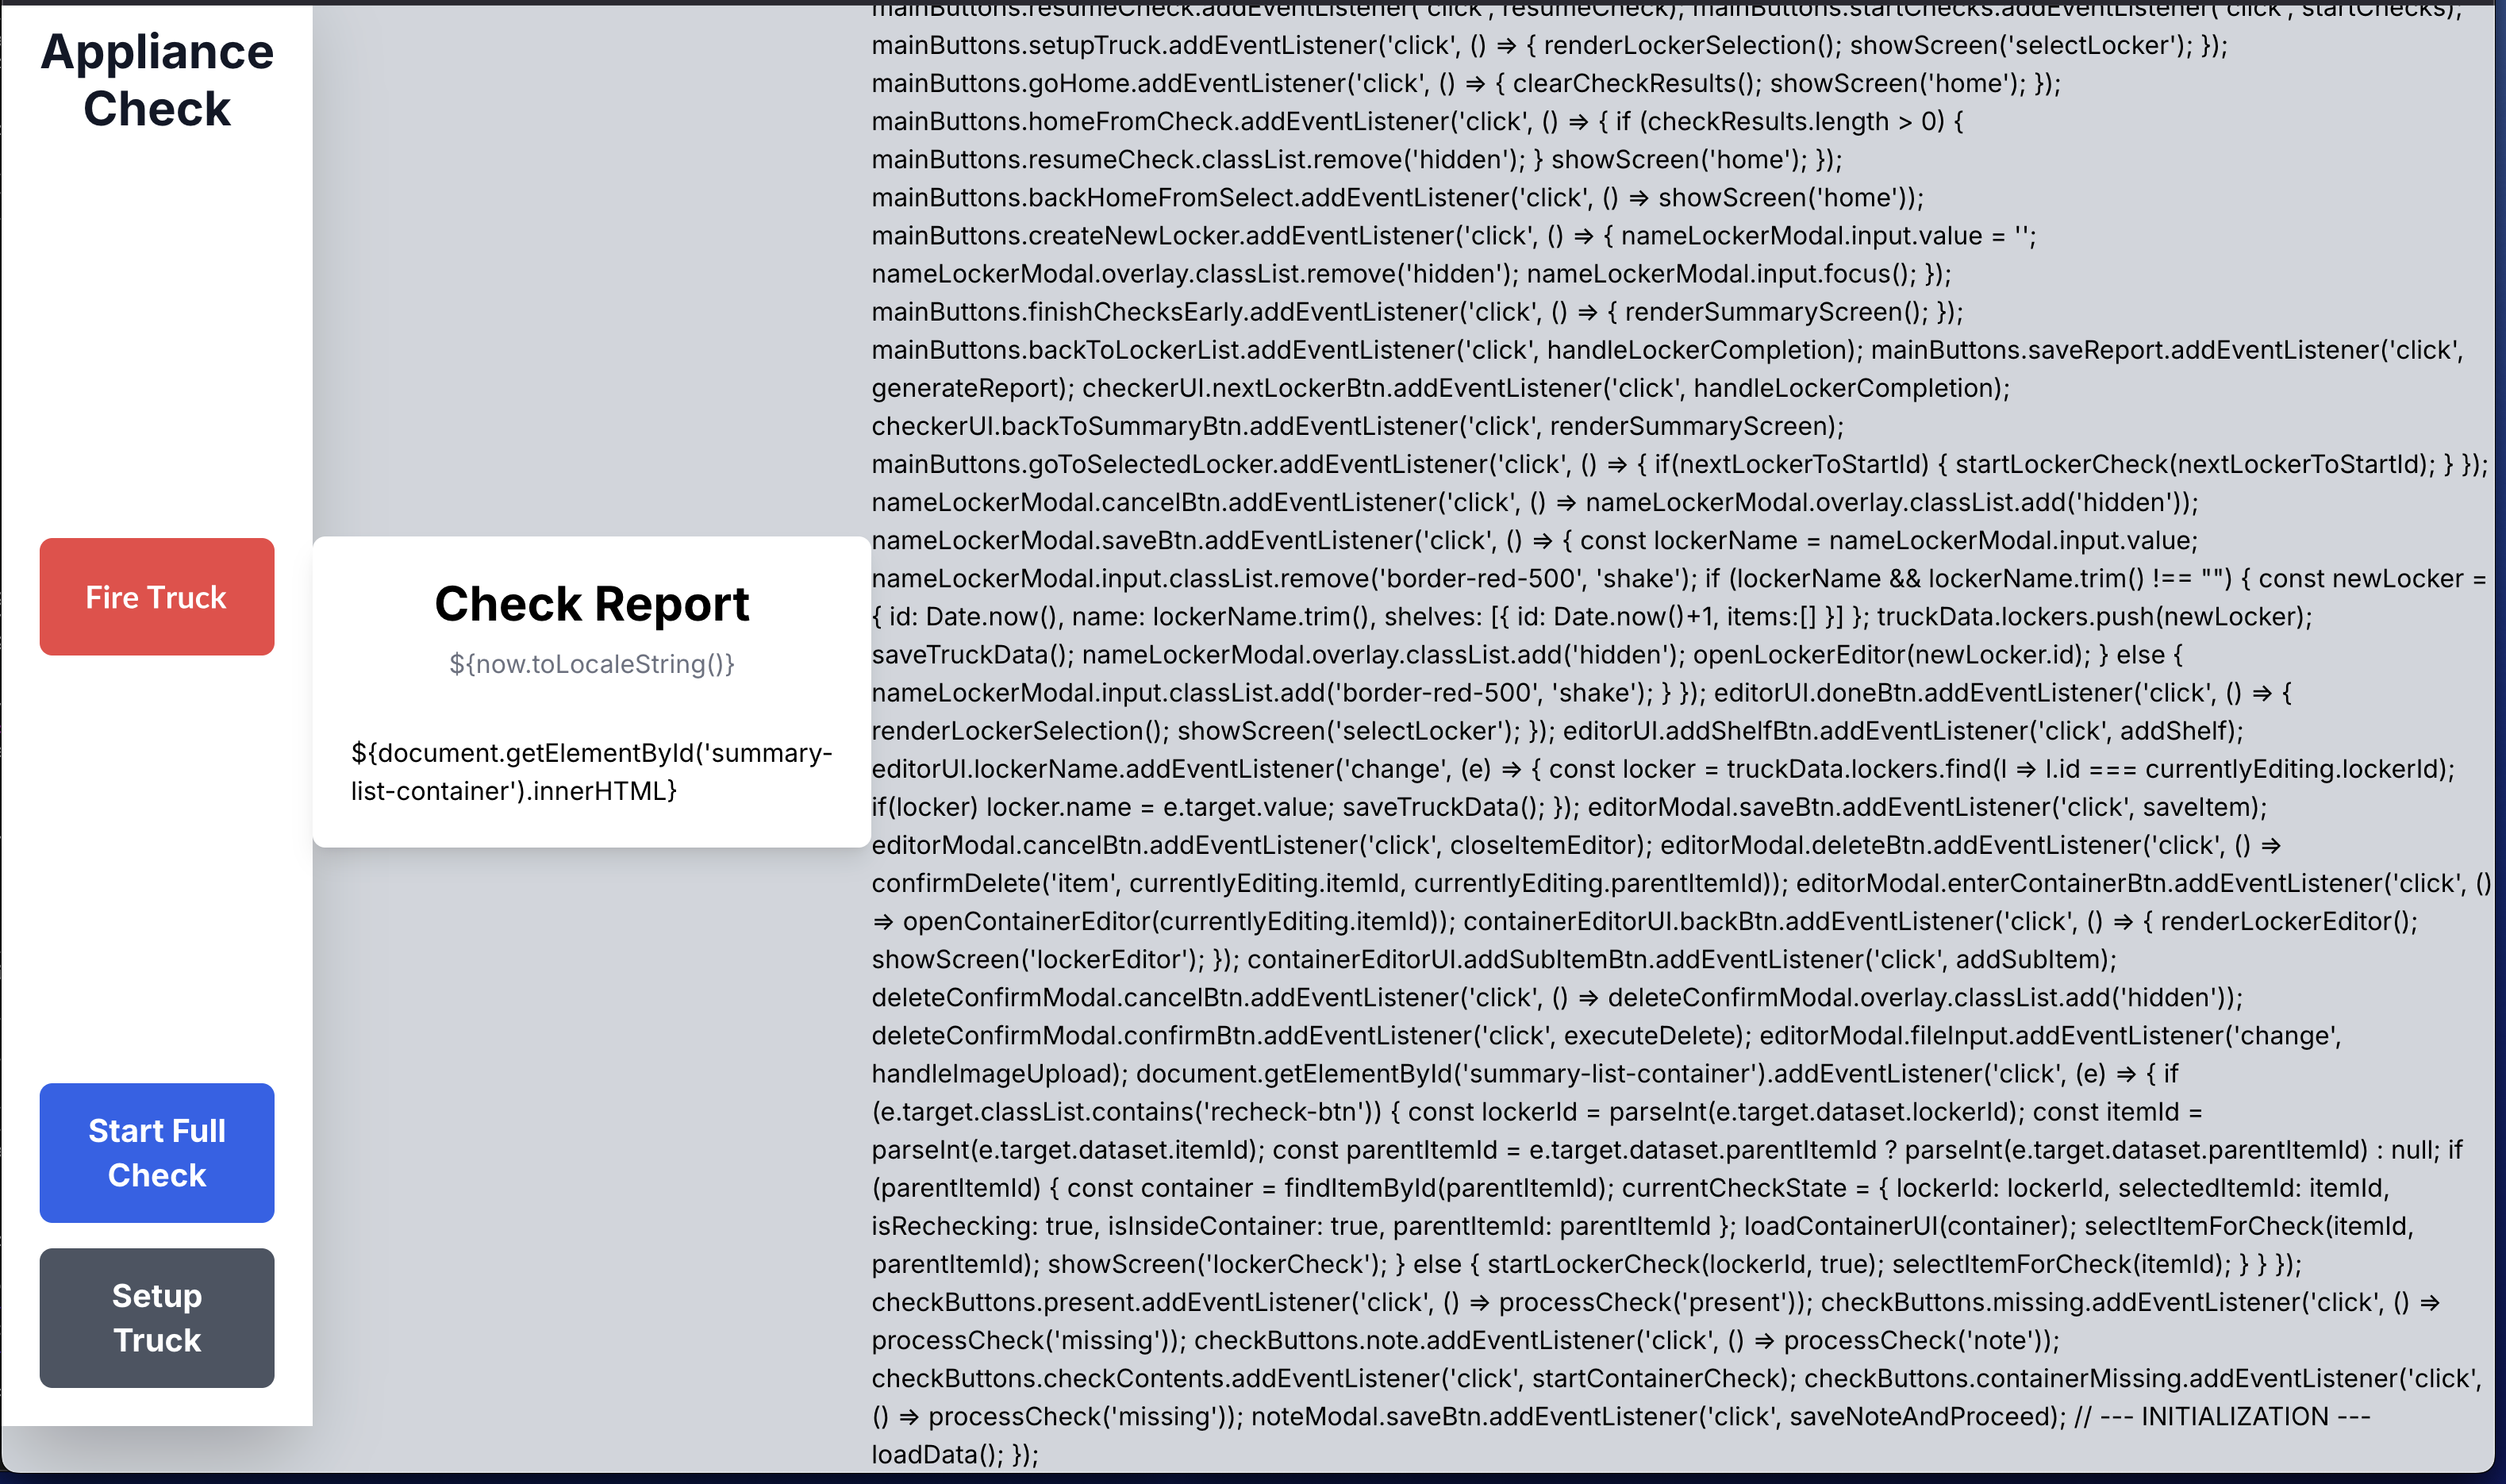 Appliance
Check
Fire Truck
Start Full
Check
Setup
Truck
Check Report
${now.toLocaleString()}
${document.getElementById('summary-
list-container').innerHTML}
mainButtons.resumeCheck.addEventListener('click', resumeCheck); mainButtons.startChecks.addEventListener('click', startChecks);
mainButtons.setupTruck.addEventListener('click', () => { renderLockerSelection(); showScreen('selectLocker'); });
mainButtons.goHome.addEventListener('click', () => { clearCheckResults(); showScreen('home'); });
mainButtons.homeFromCheck.addEventListener('click', () => { if (checkResults.length > 0) {
mainButtons.resumeCheck.classList.remove('hidden'); } showScreen('home'); });
mainButtons.backHomeFromSelect.addEventListener('click', () => showScreen('home'));
mainButtons.createNewLocker.addEventListener('click', () => { nameLockerModal.input.value = '';
nameLockerModal.overlay.classList.remove('hidden'); nameLockerModal.input.focus(); });
mainButtons.finishChecksEarly.addEventListener('click', () => { renderSummaryScreen(); });
mainButtons.backToLockerList.addEventListener('click', handleLockerCompletion); mainButtons.saveReport.addEventListener('click',
generateReport); checkerUI.nextLockerBtn.addEventListener('click', handleLockerCompletion);
checkerUI.backToSummaryBtn.addEventListener('click', renderSummaryScreen);
mainButtons.goToSelectedLocker.addEventListener('click', () => { if(nextLockerToStartId) { startLockerCheck(nextLockerToStartId); } });
nameLockerModal.cancelBtn.addEventListener('click', () => nameLockerModal.overlay.classList.add('hidden'));
nameLockerModal.saveBtn.addEventListener('click', () => { const lockerName = nameLockerModal.input.value;
nameLockerModal.input.classList.remove('border-red-500', 'shake'); if (lockerName && lockerName.trim() !== "") { const newLocker =
{ id: Date.now(), name: lockerName.trim(), shelves: [{ id: Date.now()+1, items:[] }] }; truckData.lockers.push(newLocker);
saveTruckData(); nameLockerModal.overlay.classList.add('hidden'); openLockerEditor(newLocker.id); } else {
nameLockerModal.input.classList.add('border-red-500', 'shake'); } }); editorUI.doneBtn.addEventListener('click', () => {
renderLockerSelection(); showScreen('selectLocker'); }); editorUI.addShelfBtn.addEventListener('click', addShelf);
editorUI.lockerName.addEventListener('change', (e) => { const locker = truckData.lockers.find(l => l.id === currentlyEditing.lockerId);
if(locker) locker.name = e.target.value; saveTruckData(); }); editorModal.saveBtn.addEventListener('click', saveItem);
editorModal.cancelBtn.addEventListener('click', closeItemEditor); editorModal.deleteBtn.addEventListener('click', () =>
confirmDelete('item', currentlyEditing.itemId, currentlyEditing.parentItemId)); editorModal.enterContainerBtn.addEventListener('click', ()
=> openContainerEditor(currentlyEditing.itemId)); containerEditorUI.backBtn.addEventListener('click', () => { renderLockerEditor();
showScreen('lockerEditor'); }); containerEditorUI.addSubItemBtn.addEventListener('click', addSubItem);
deleteConfirmModal.cancelBtn.addEventListener('click', () => deleteConfirmModal.overlay.classList.add('hidden'));
deleteConfirmModal.confirmBtn.addEventListener('click', executeDelete); editorModal.fileInput.addEventListener('change',
handleImageUpload); document.getElementById('summary-list-container').addEventListener('click', (e) => { if
(e.target.classList.contains('recheck-btn')) { const lockerId = parseInt(e.target.dataset.lockerId); const itemId =
parseInt(e.target.dataset.itemId); const parentItemId = e.target.dataset.parentItemId ? parseInt(e.target.dataset.parentItemId) : null; if
(parentItemId) { const container = findItemById(parentItemId); currentCheckState = { lockerId: lockerId, selectedItemId: itemId,
isRechecking: true, isInsideContainer: true, parentItemId: parentItemId }; loadContainerUI(container); selectItemForCheck(itemId,
parentItemId); showScreen('lockerCheck'); } else { startLockerCheck(lockerId, true); selectItemForCheck(itemId); } } });
checkButtons.present.addEventListener('click', () => processCheck('present')); checkButtons.missing.addEventListener('click', () =>
processCheck('missing')); checkButtons.note.addEventListener('click', () => processCheck('note'));
checkButtons.checkContents.addEventListener('click', startContainerCheck); checkButtons.containerMissing.addEventListener('click',
() => processCheck('missing')); noteModal.saveBtn.addEventListener('click', saveNoteAndProceed); // --- INITIALIZATION ---
loadData(); });